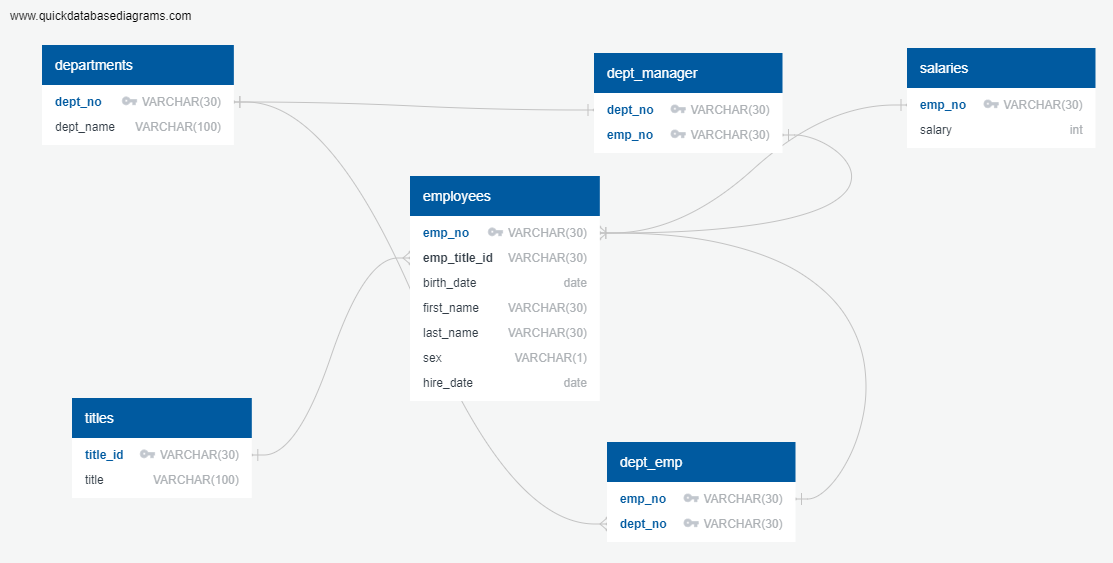 www.quickdatabasediagrams.com
departments
dept_no VARCHAR(30)
dept_name VARCHAR(100)
dept_manager
dept_no VARCHAR(30)
emp_no VARCHAR(30)
salaries
emp_no VARCHAR(30)
salary int
employees
emp_no VARCHAR(30)
emp_title_id VARCHAR(30)
birth_date date
first_name VARCHAR(30)
last_name VARCHAR(30)
sex VARCHAR(1)
hire_date date
titles
title_id VARCHAR(30)
title VARCHAR(100)
dept_emp
emp_no VARCHAR(30)
dept_no VARCHAR(30)